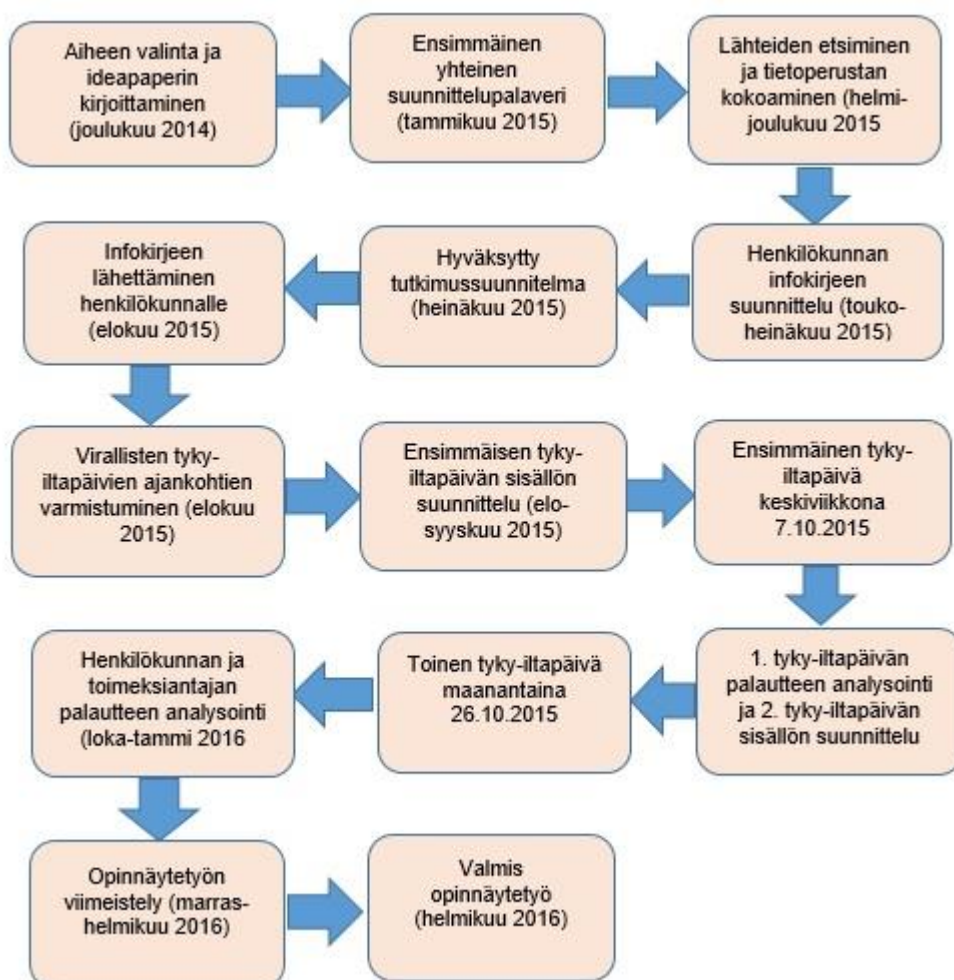 Aiheen valinta ja
ideapaperin
kirjoittaminen
(joulukuu 2014)
Ensimmäinen
yhteinen
suunnittelupalaveri
(tammikuu 2015)
Lähteiden etsiminen
ja tietoperustan
kokoaminen (helmi-
joulukuu 2015
Henkilökunnan
infokirjeen
suunnittelu (touko-
heinäkuu 2015)
Hyväksytty
tutkimussuunnitelma
(heinäkuu 2015)
Infokirjeen
lähettäminen
henkilökunnalle
(elokuu 2015)
Virallisten tyky-
iltapäivien ajankohtien
varmistuminen (elokuu
2015)
Ensimmäisen tyky-
iltapäivän sisällön
suunnittelu (elo-
syyskuu 2015)
Ensimmäinen tyky-
iltapäivä
keskiviikkona
7.10.2015
1. tyky-iltapäivän
palautteen analysointi
ja 2. tyky-iltapäivän
sisällön suunnittelu
Toinen tyky-iltapäivä
maanantaina
26.10.2015
Henkilökunnan ja
toimeksiantajan
palautteen analysointi
(loka-tammi 2016
Opinnäytetyön
viimeistely (marras-
helmikuu 2016)
Valmis
opinnäytetyö
(helmikuu 2016)